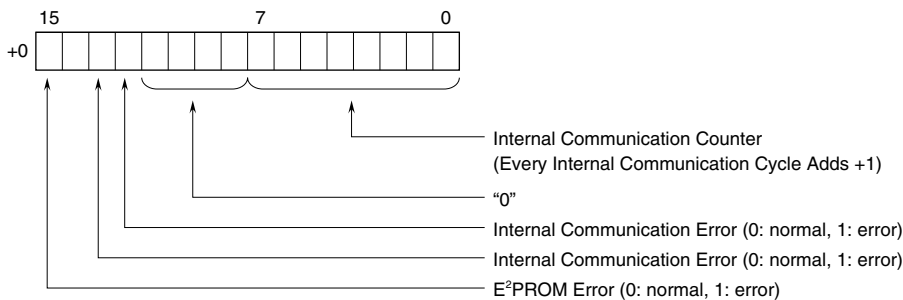 15 7 0
+0
Internal Communication Counter
(Every Internal Communication Cycle Adds +1)
“0”
Internal Communication Error (0: normal, 1: error)
Internal Communication Error (0: normal, 1: error)
E²PROM Error (0: normal, 1: error)